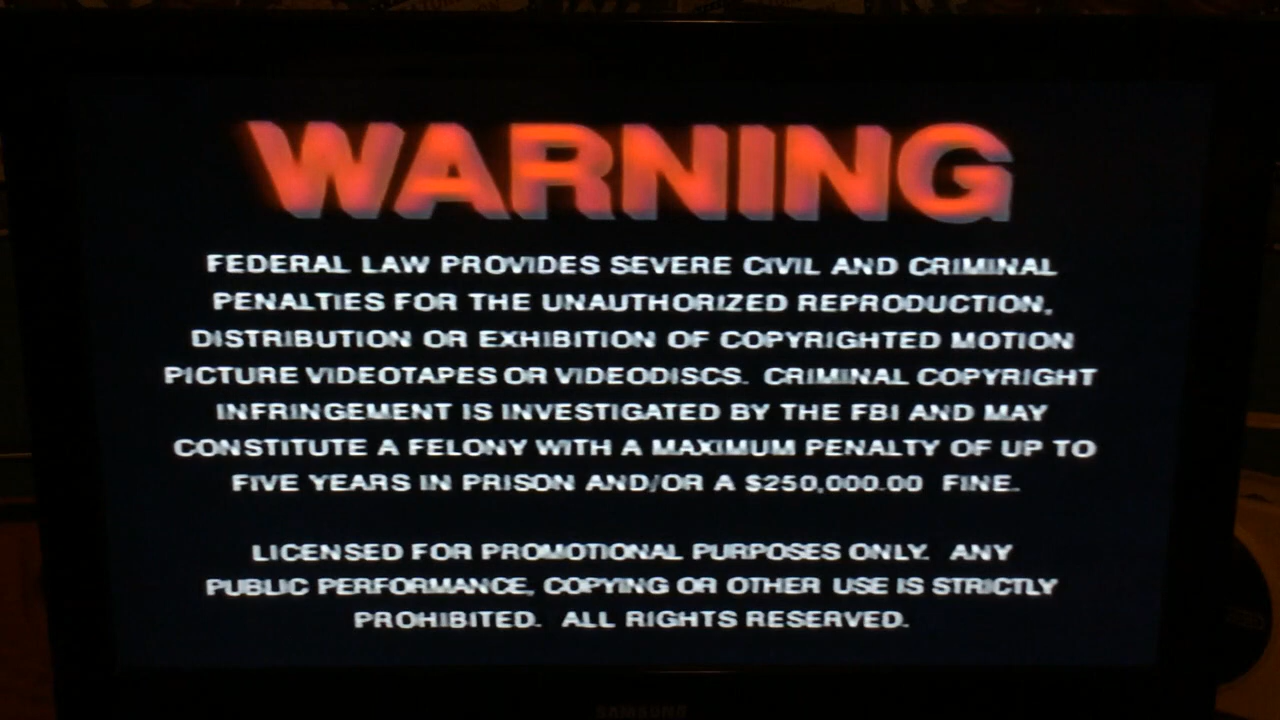 WARNING
FEDERAL LAW PROVIDES SEVERE CIVIL AND CRIMINAL
PENALTIES FOR THE UNAUTHORIZED REPRODUCTION,
DISTRIBUTION OR EXHIBITION OF COPYRIGHTED MOTION
PICTURE VIDEOTAPES OR VIDEODISCS. CRIMINAL COPYRIGHT
INFRINGEMENT IS INVESTIGATED BY THE FBI AND MAY
CONSTITUTE A FELONY WITH A MAXIMUM PENALTY OF UP TO
FIVE YEARS IN PRISON AND/OR A $250,000.00 FINE.
LICENSED FOR PROMOTIONAL PURPOSES ONLY. ANY
PUBLIC PERFORMANCE, COPYING OR OTHER USE IS STRICTLY
PROHIBITED. ALL RIGHTS RESERVED.
SAMSUNG